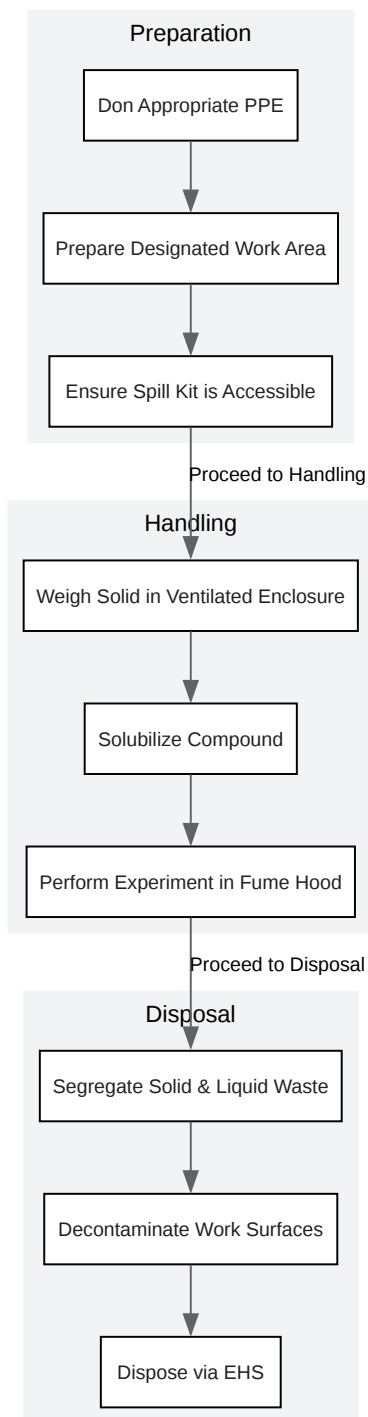 Preparation
Don Appropriate PPE
Prepare Designated Work Area
Ensure Spill Kit is Accessible
Proceed to Handling
Handling
Weigh Solid in Ventilated Enclosure
Solubilize Compound
Perform Experiment in Fume Hood
Proceed to Disposal
Disposal
Segregate Solid & Liquid Waste
Decontaminate Work Surfaces
Dispose via EHS